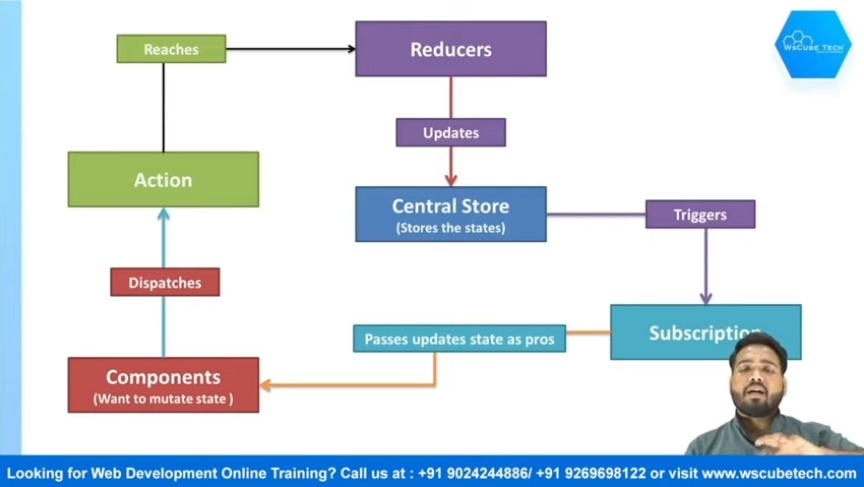 Reaches
Reducers
WsCube Tech
Updates
Action
Central Store
(Stores the states)
Triggers
Dispatches
Subscription
Passes updates state as pros
Components
(Want to mutate state )
Looking for Web Development Online Training? Call us at : +91 9024244886/ +91 9269698122 or visit www.wscubetech.com